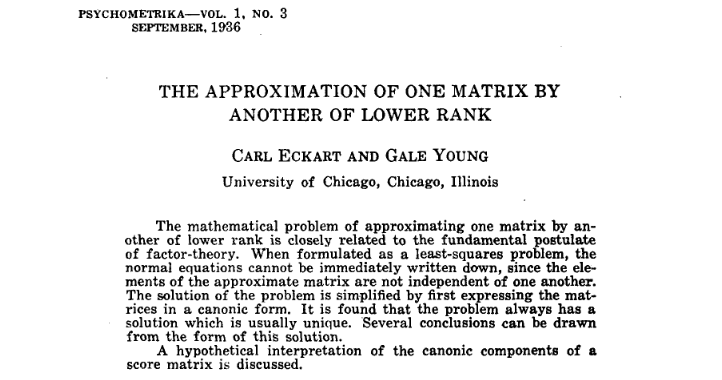 PSYCHOMETRIKA—VOL. 1, NO. 3
SEPTEMBER, 1936
THE APPROXIMATION OF ONE MATRIX BY
ANOTHER OF LOWER RANK
CARL ECKART AND GALE YOUNG
University of Chicago, Chicago, Illinois
The mathematical problem of approximating one matrix by an-
other of lower rank is closely related to the fundamental postulate
of factor-theory. When formulated as a least-squares problem, the
normal equations cannot be immediately written down, since the ele-
ments of the approximate matrix are not independent of one another.
The solution of the problem is simplified by first expressing the mat-
rices in a canonic form. It is found that the problem always has a
solution which is usually unique. Several conclusions can be drawn
from the form of this solution.
A hypothetical interpretation of the canonic components of a
score matrix is discussed.